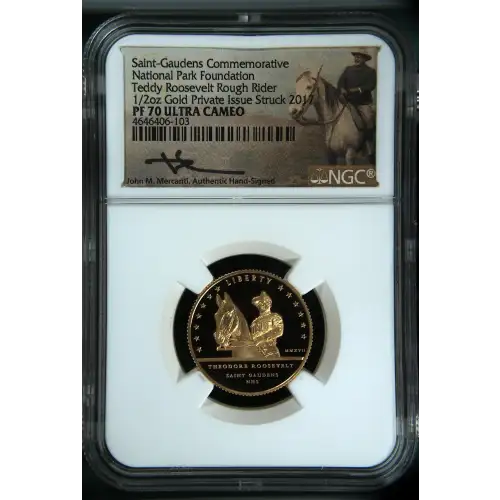 Saint-Gaudens Commemorative
National Park Foundation
Teddy Roosevelt Rough Rider
1/2oz Gold Private Issue Struck 2017
PF 70 ULTRA CAMEO
4646406-103
John M. Mercanti, Authentic Hand-Signed
NGC®
LIBERTY
MMXVII
THEODORE ROOSEVELT
SAINT GAUDENS
NHS